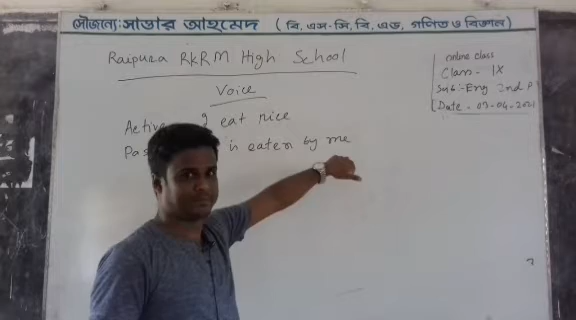 সৌজন্যে: সাত্তার আহমেদ (বি, এস-সি, বি, এড, গণিত ও বিজ্ঞান)
Raipura RKRM High School
Voice
Active I eat rice
Pas is eaten by me
online class
Class - IX
Sub :- Eng 2nd P
Date - 07-04-2021